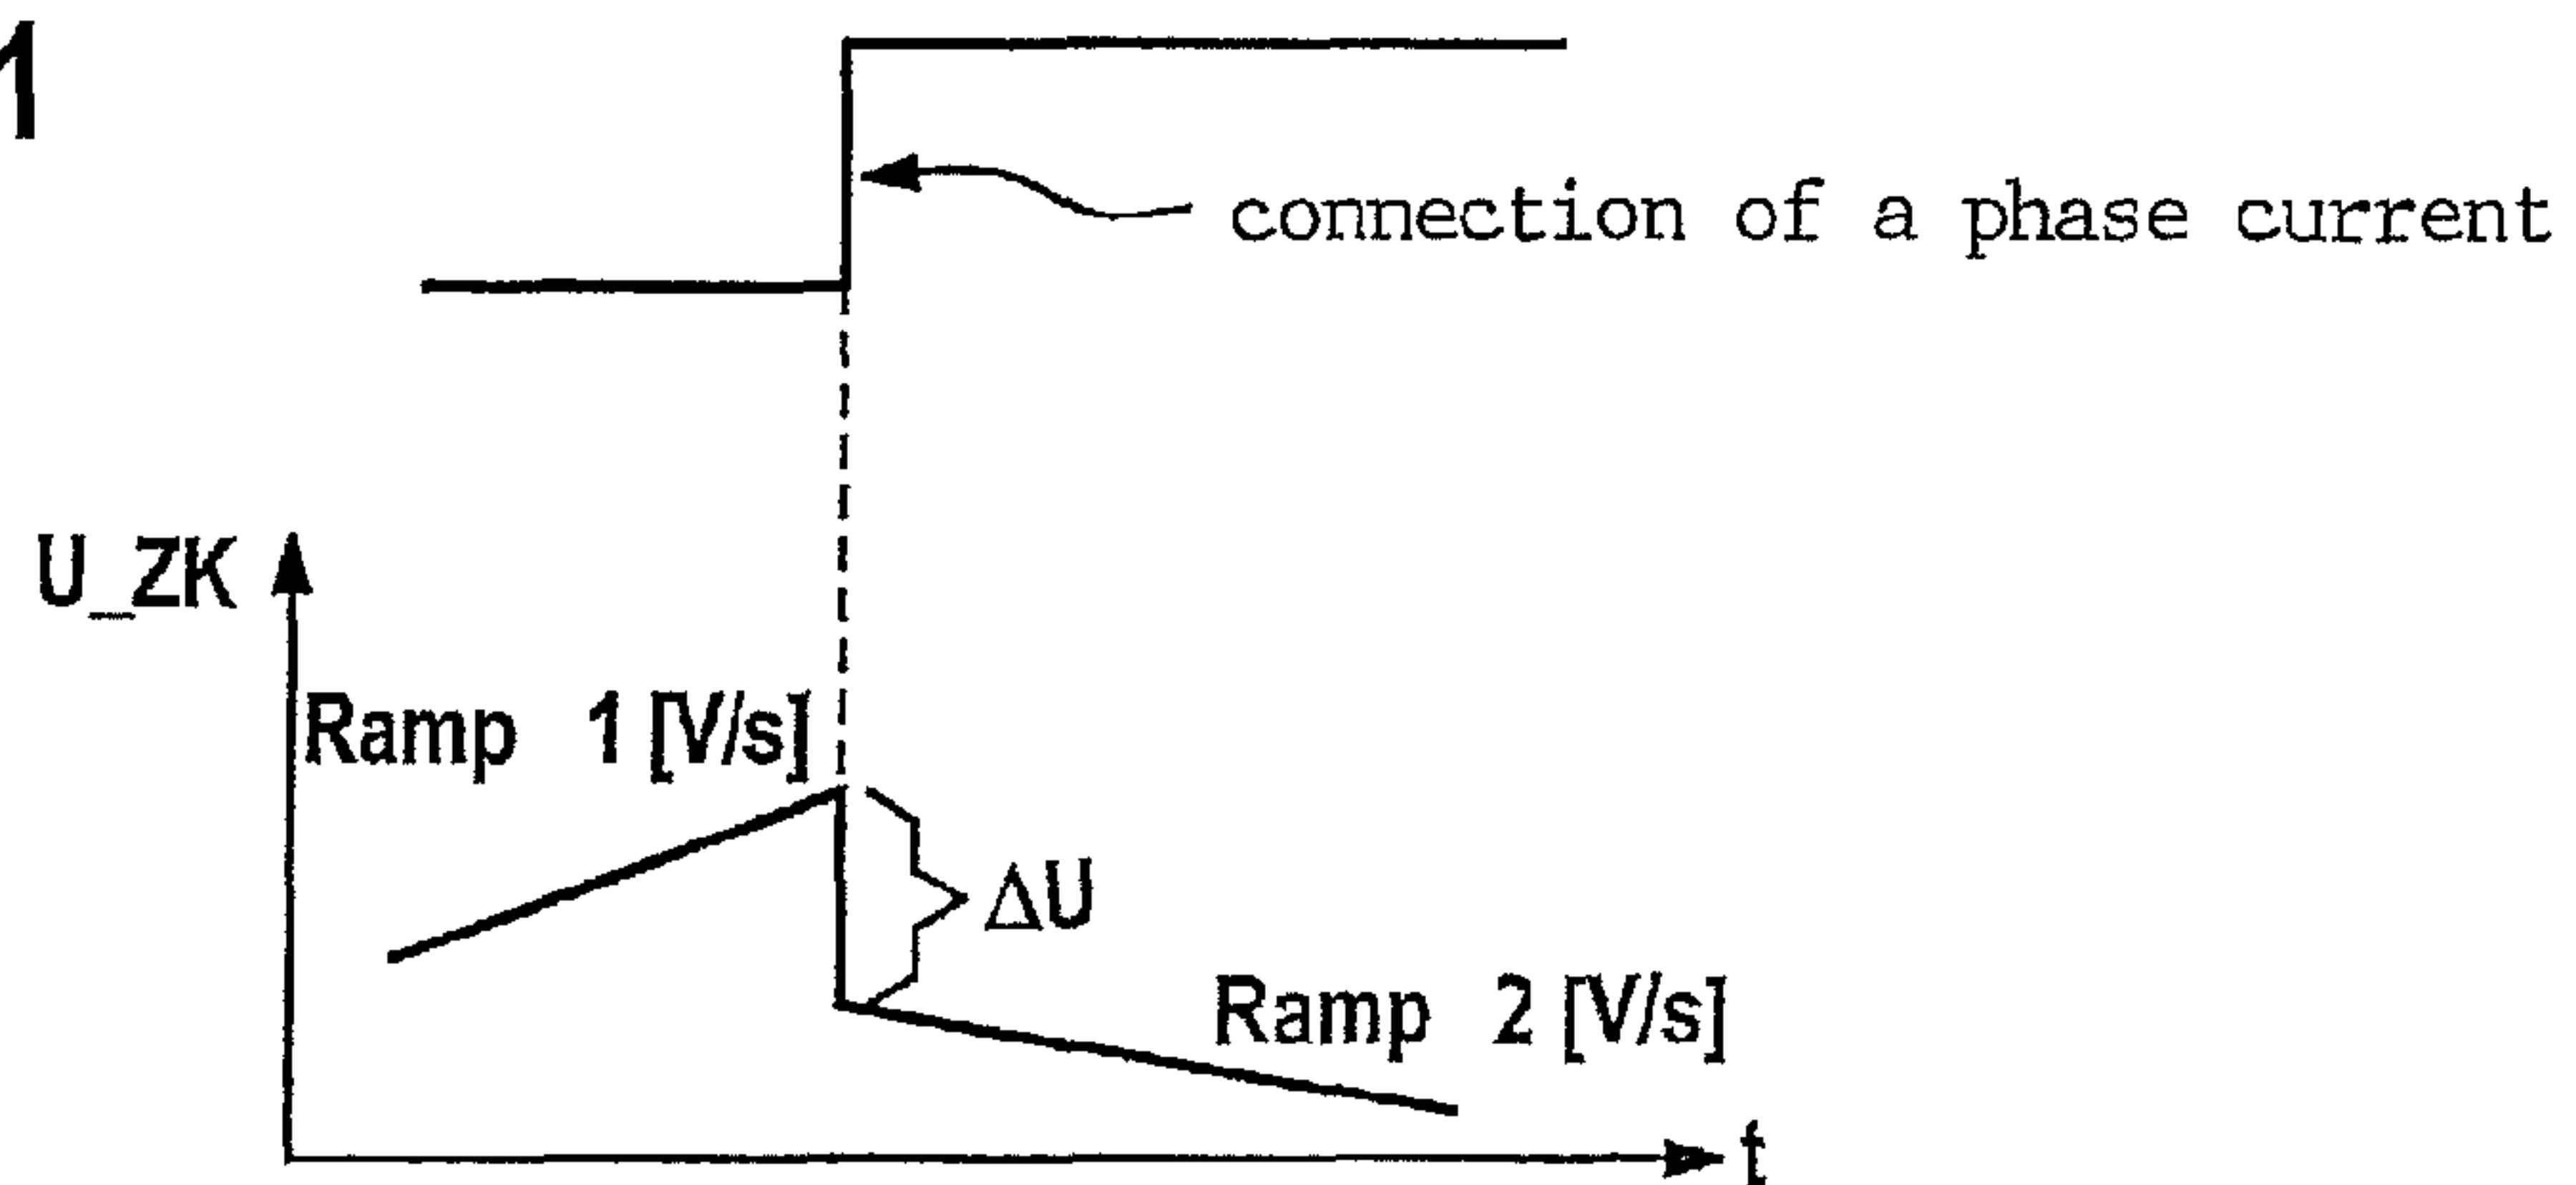 1
connection of a phase current
U_ZK
Ramp 1 [V/s]
ΔU
Ramp 2 [V/s]
t